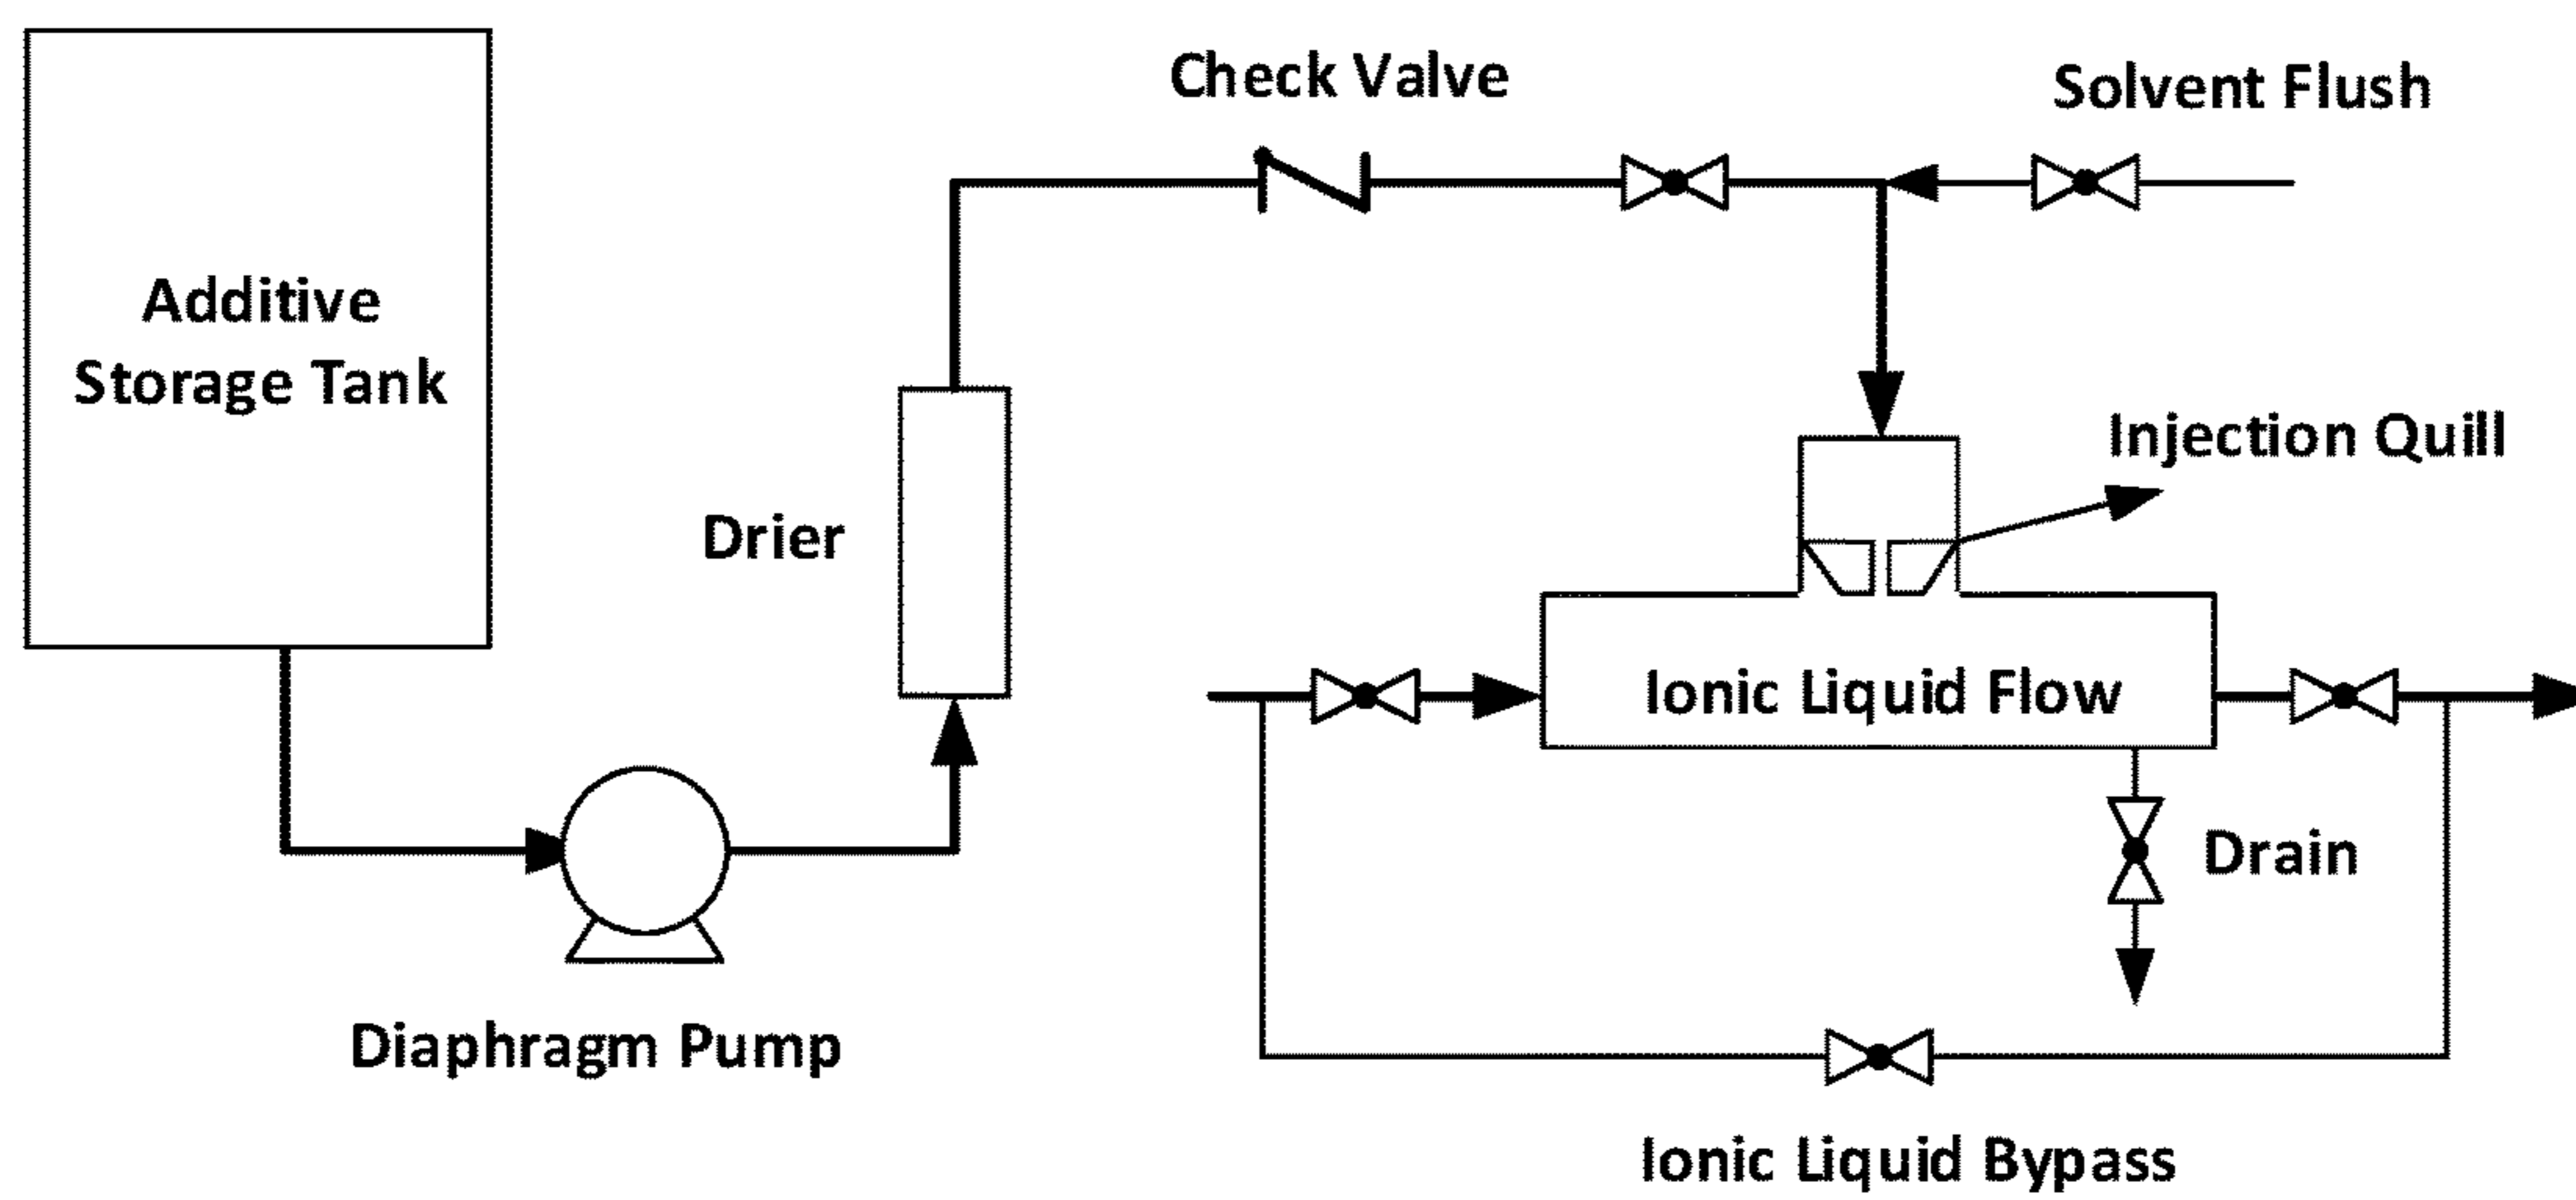 Check Valve
Solvent Flush
Additive
Storage Tank
Injection Quill
Drier
Ionic Liquid Flow
Drain
Diaphragm Pump
Ionic Liquid Bypass